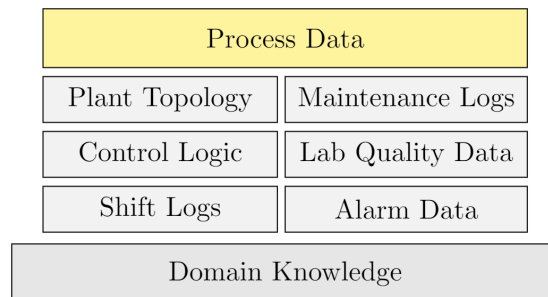 Process Data
Plant Topology
Maintenance Logs
Control Logic
Lab Quality Data
Shift Logs
Alarm Data
Domain Knowledge